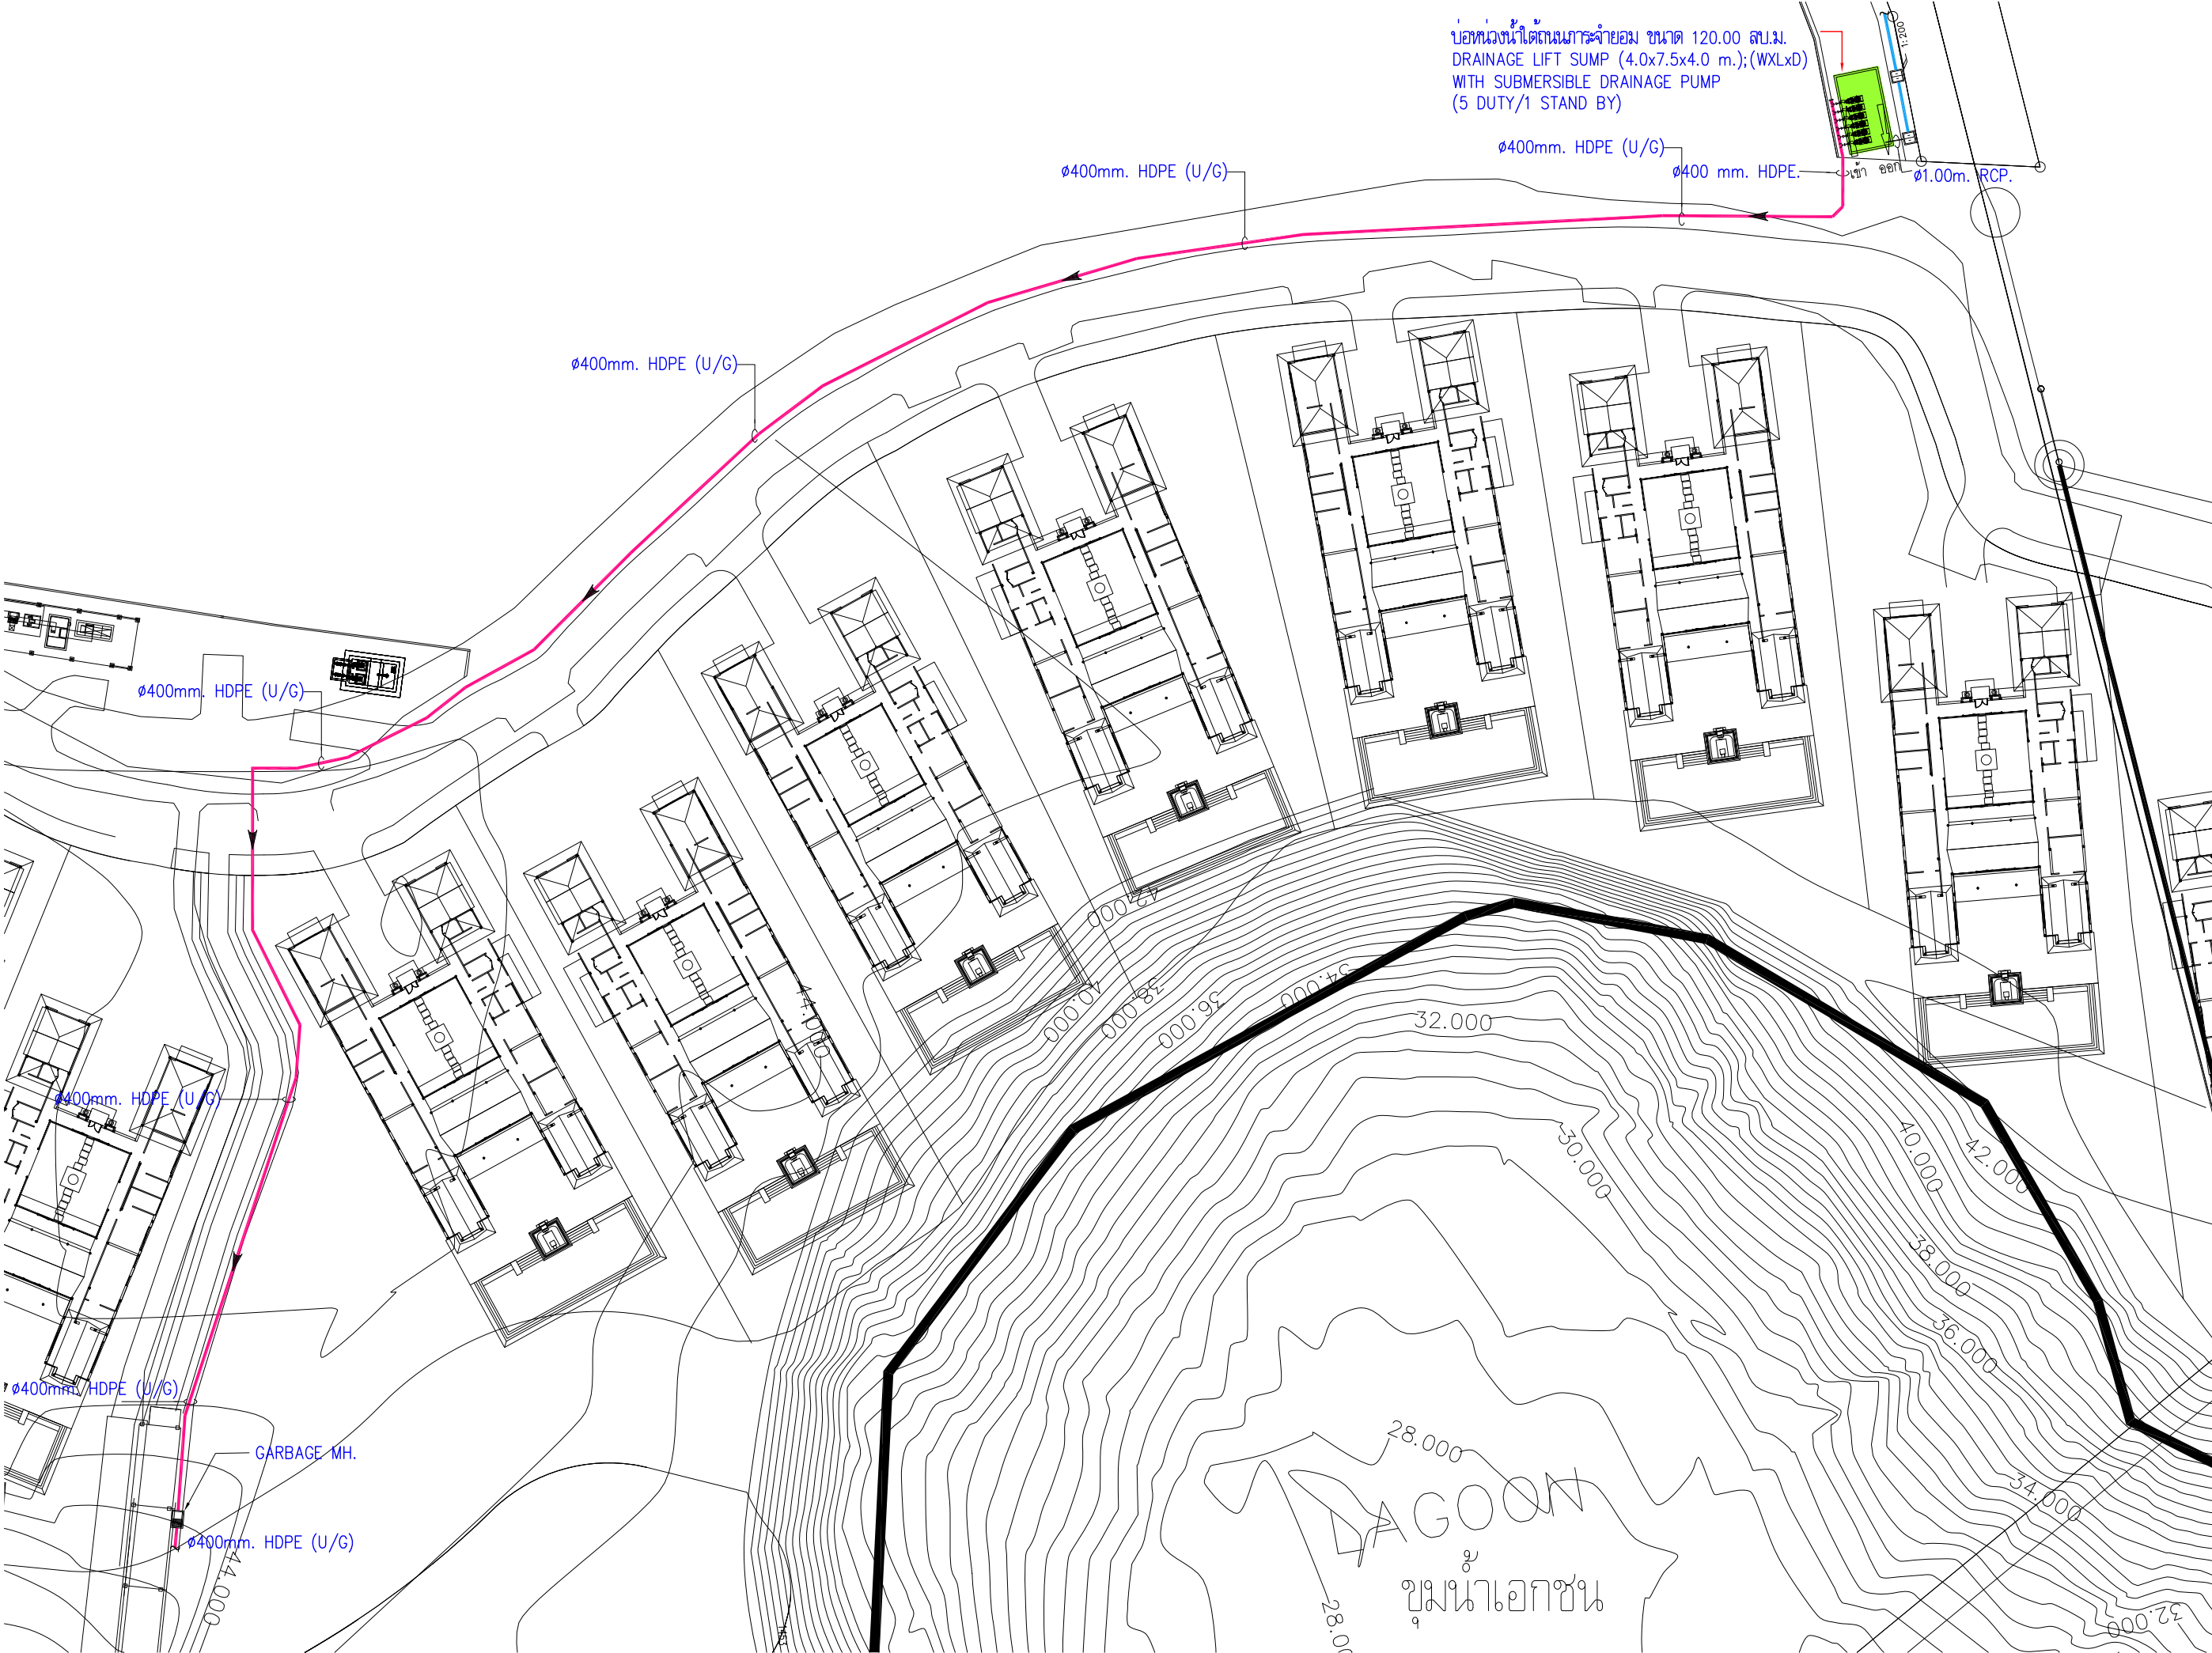 บ่อหน่วงน้ำใต้ถนนภาระจำยอม ขนาด 120.00 ลบ.ม.
DRAINAGE LIFT SUMP (4.0x7.5x4.0 m.);(WXLxD)
WITH SUBMERSIBLE DRAINAGE PUMP
(5 DUTY/1 STAND BY)
1:200
ø400mm. HDPE (U/G)
ø400mm. HDPE (U/G)
ø400 mm. HDPE.
เข้า
ออก
ø1.00m. RCP.
ø400mm. HDPE (U/G)
ø400mm. HDPE (U/G)
42.000
40.000
38.000
36.000
34.000
32.000
44.000
30.000
40.000
42.000
ø400mm. HDPE (U/G)
38.000
36.000
ø400mm. HDPE (U/G)
28.000
GARBAGE MH.
34.000
LAGOON
ø400mm. HDPE (U/G)
44.000
ขุมน้ำเอกชน
32.000